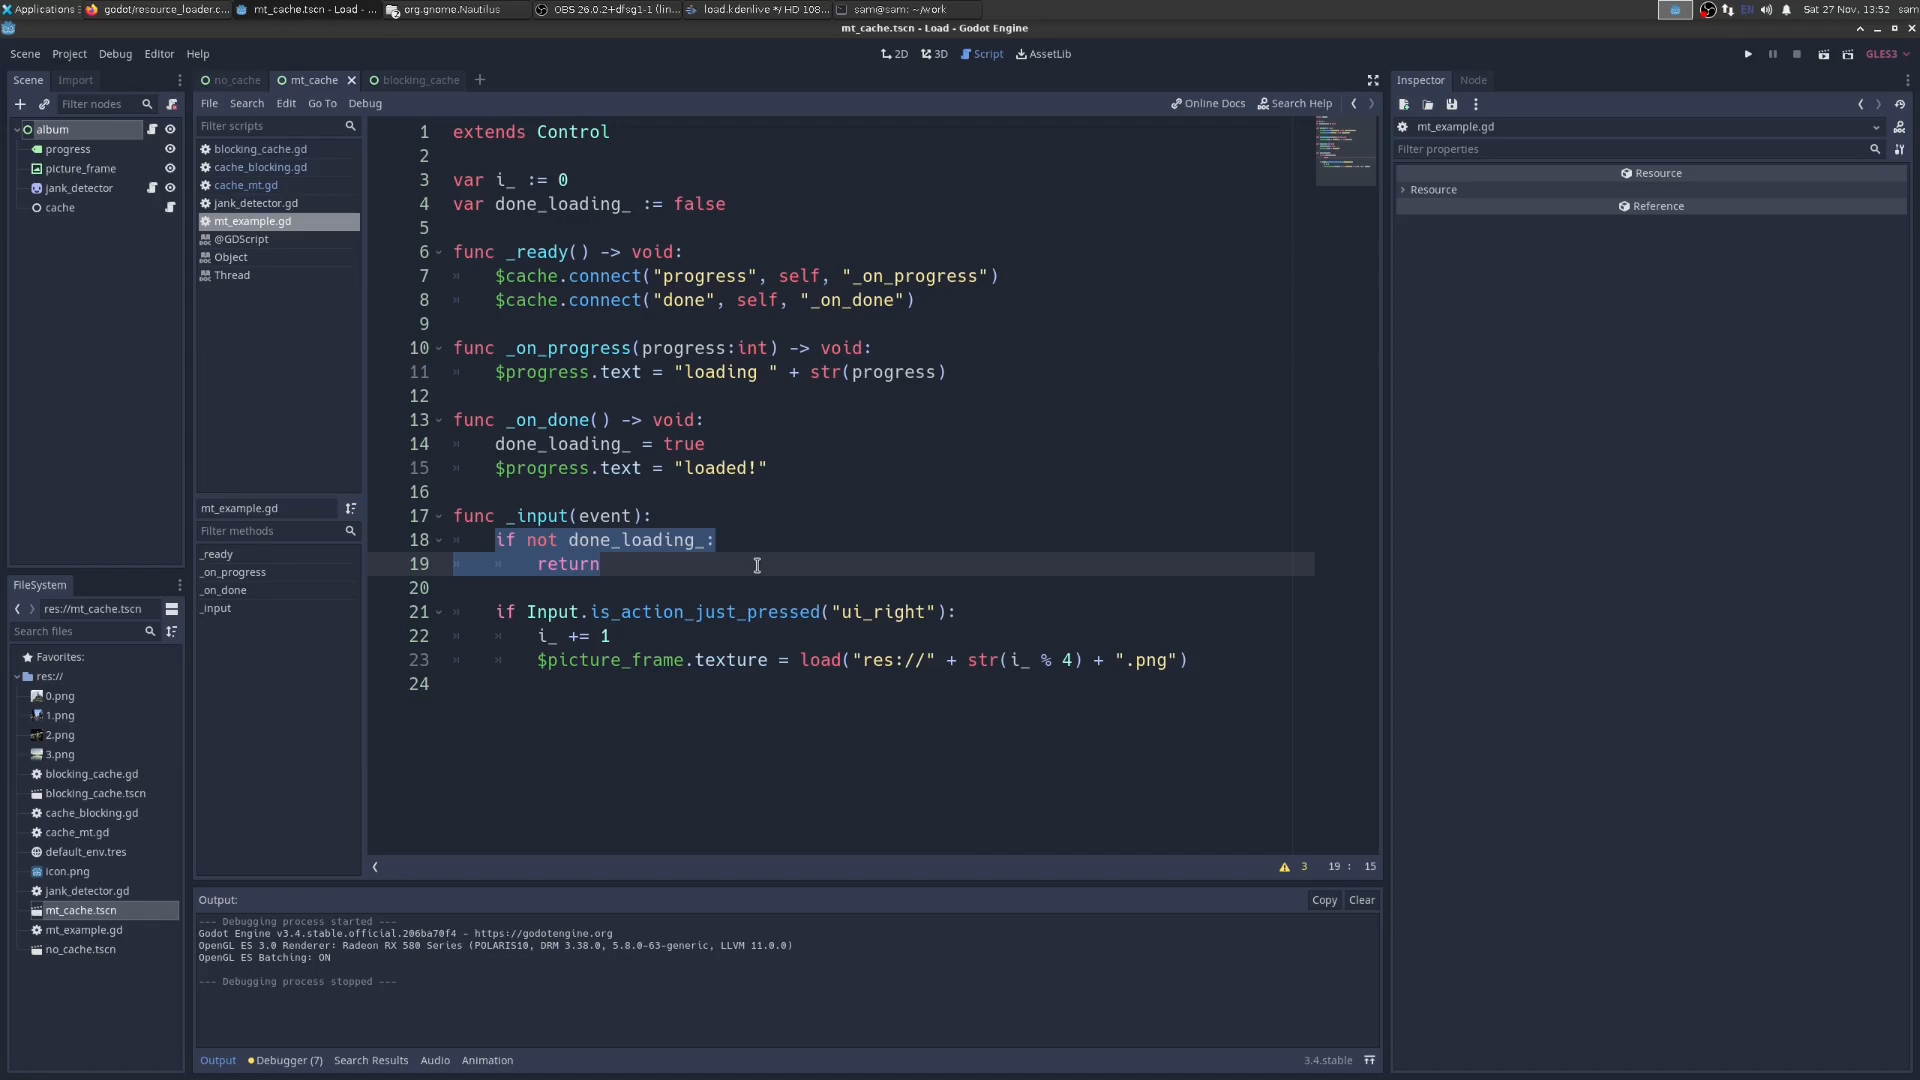 Applications
godot/resource_loader.c...
mt_cache.tscn - Load - ...
org.gnome.Nautilus
OBS 26.0.2+dfsg1-1 (lin...
load.kdenlive */ HD 108...
sam@sam: ~/work
EN
Sat 27 Nov, 13:52
sam
mt_cache.tscn - Load - Godot Engine
Scene Project Debug Editor Help
2D 3D Script AssetLib
GLES3
Scene Import
Filter nodes
album
progress
picture_frame
jank_detector
cache
FileSystem
res://mt_cache.tscn
Search files
Favorites:
res://
0.png
1.png
2.png
3.png
blocking_cache.gd
blocking_cache.tscn
cache_blocking.gd
cache_mt.gd
default_env.tres
icon.png
jank_detector.gd
mt_cache.tscn
mt_example.gd
no_cache.tscn
no_cache mt_cache blocking_cache
File Search Edit Go To Debug
Online Docs Search Help
Filter scripts
blocking_cache.gd
cache_blocking.gd
cache_mt.gd
jank_detector.gd
mt_example.gd
@GDScript
Object
Thread
mt_example.gd
Filter methods
_ready
_on_progress
_on_done
_input
1 extends Control
2
3 var i_ := 0
4 var done_loading_ := false
5
6 func _ready() -> void:
7 $cache.connect("progress", self, "_on_progress")
8 $cache.connect("done", self, "_on_done")
9
10 func _on_progress(progress:int) -> void:
11 $progress.text = "loading " + str(progress)
12
13 func _on_done() -> void:
14 done_loading_ = true
15 $progress.text = "loaded!"
16
17 func _input(event):
18 if not done_loading_:
19 return
20
21 if Input.is_action_just_pressed("ui_right"):
22 i_ += 1
23 $picture_frame.texture = load("res://" + str(i_ % 4) + ".png")
24
3 19 : 15
Output:
Copy Clear
--- Debugging process started ---
Godot Engine v3.4.stable.official.206ba70f4 - https://godotengine.org
OpenGL ES 3.0 Renderer: Radeon RX 580 Series (POLARIS10, DRM 3.38.0, 5.8.0-63-generic, LLVM 11.0.0)
OpenGL ES Batching: ON
--- Debugging process stopped ---
Output Debugger (7) Search Results Audio Animation
3.4.stable
Inspector Node
mt_example.gd
Filter properties
Resource
Resource
Reference